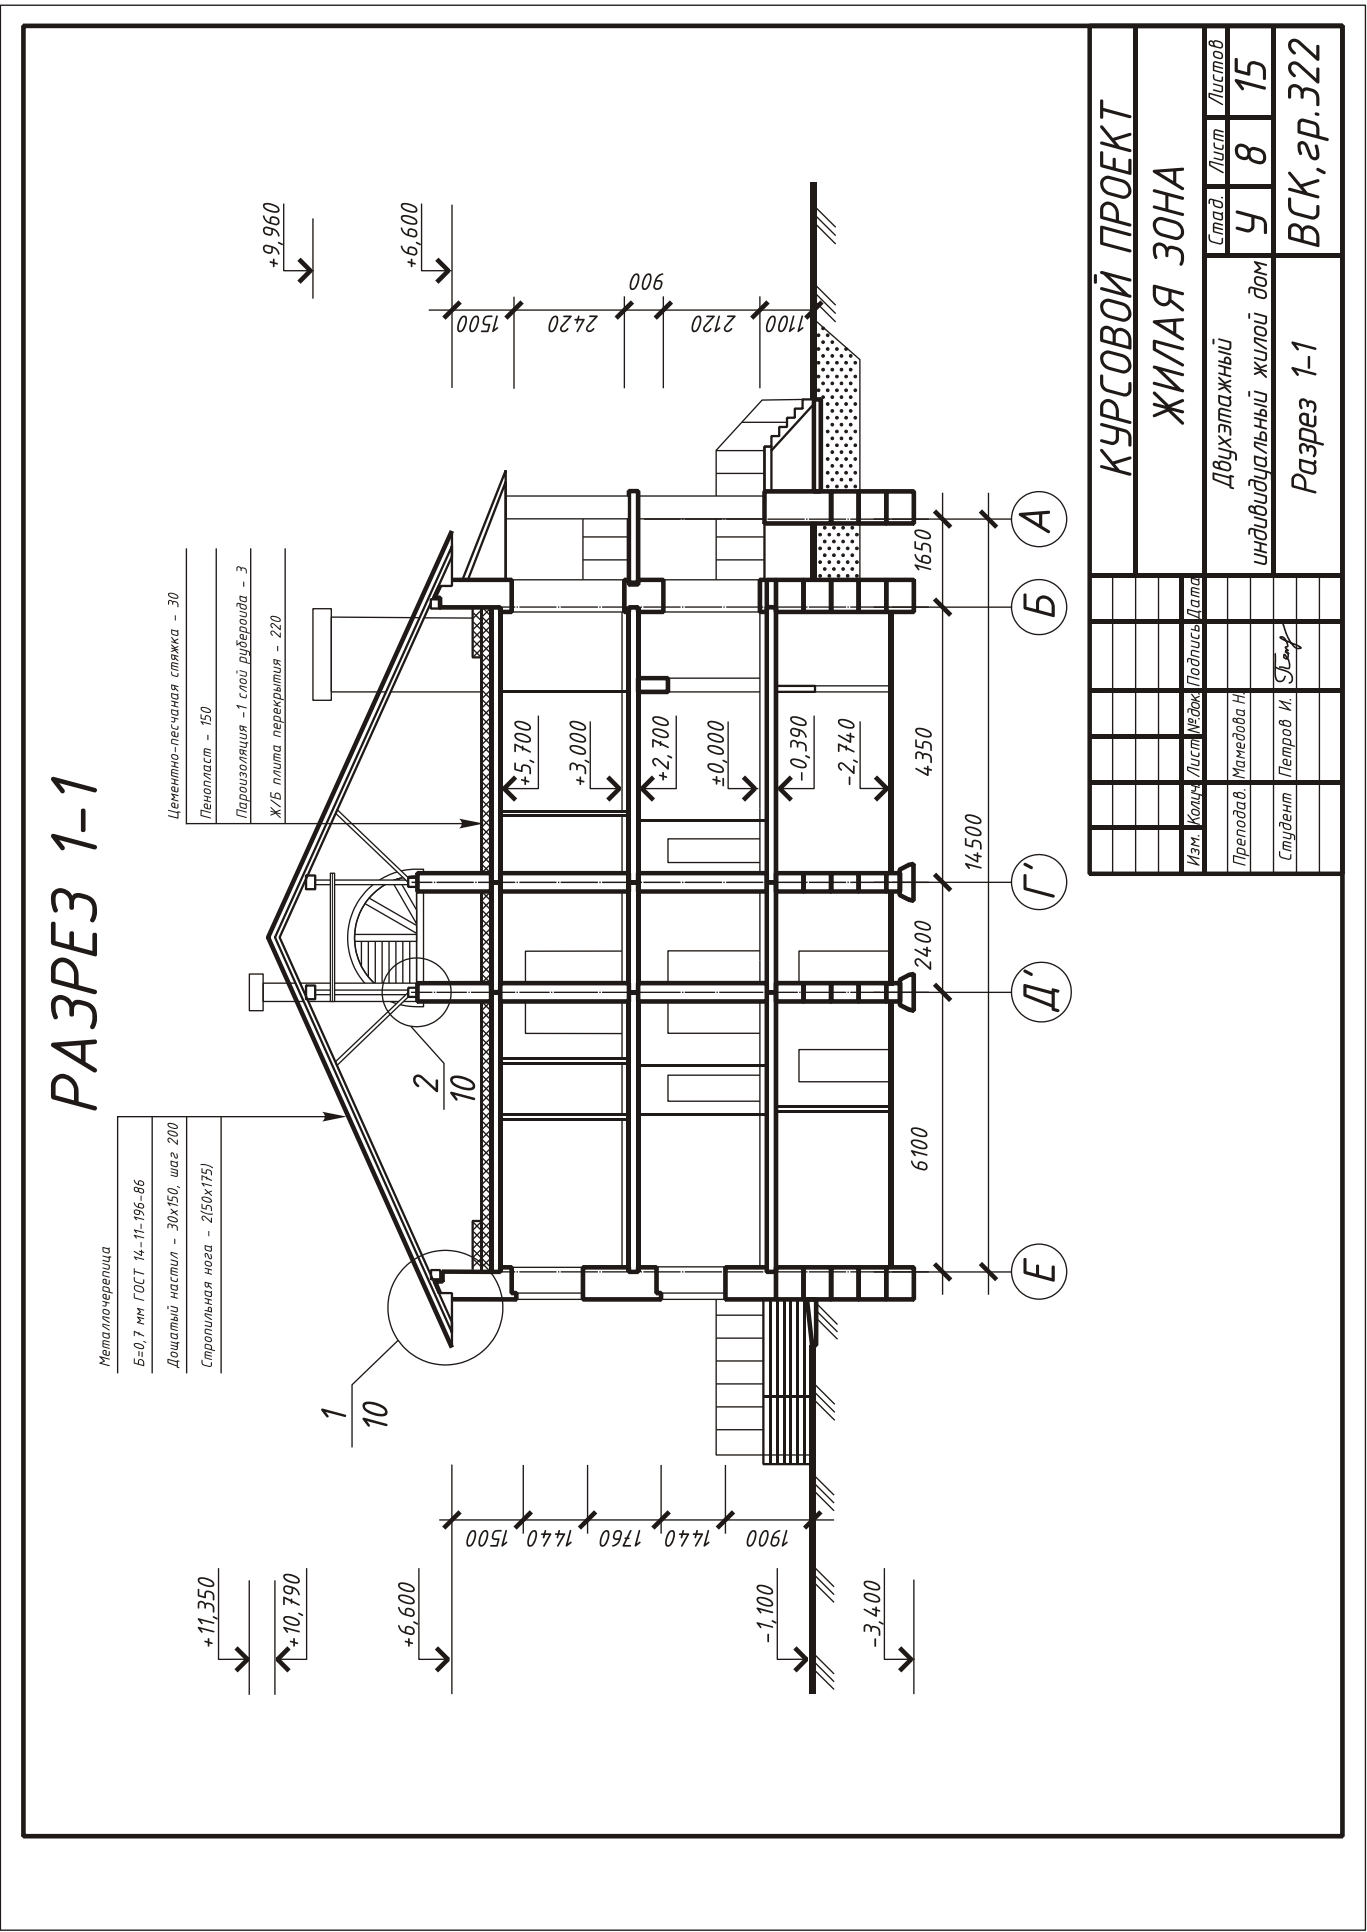 РАЗРЕЗ 1-1
Металлочерепица
Б=0,7 мм ГОСТ 14-11-196-86
Дощатый настил - 30х150, шаг 200
Стропильная нога - 2(50х175)
Цементно-песчаная стяжка - 30
Пенопласт - 150
Пароизоляция -1 слой рубероида - 3
Ж/Б плита перекрытия - 220
+11,350
+10,790
+6,600
-1,100
-3,400
1500
1440
1760
1440
1900
1
10
2
10
+5,700
+3,000
+2,700
±0,000
-0,390
-2,740
+9,960
+6,600
1500
2420
900
2120
1100
6100
2400
4350
1650
14500
Е
Д'
Г'
Б
А
КУРСОВОЙ ПРОЕКТ
ЖИЛАЯ ЗОНА
Изм. Колич. Лист №док. Подпись Дата
Преподав. Мамедова Н.
Студент Петров И. Петр
Двухэтажный
индивидуальный жилой дом
Стад. Лист Листов
У 8 15
Разрез 1-1
ВСК,гр.322